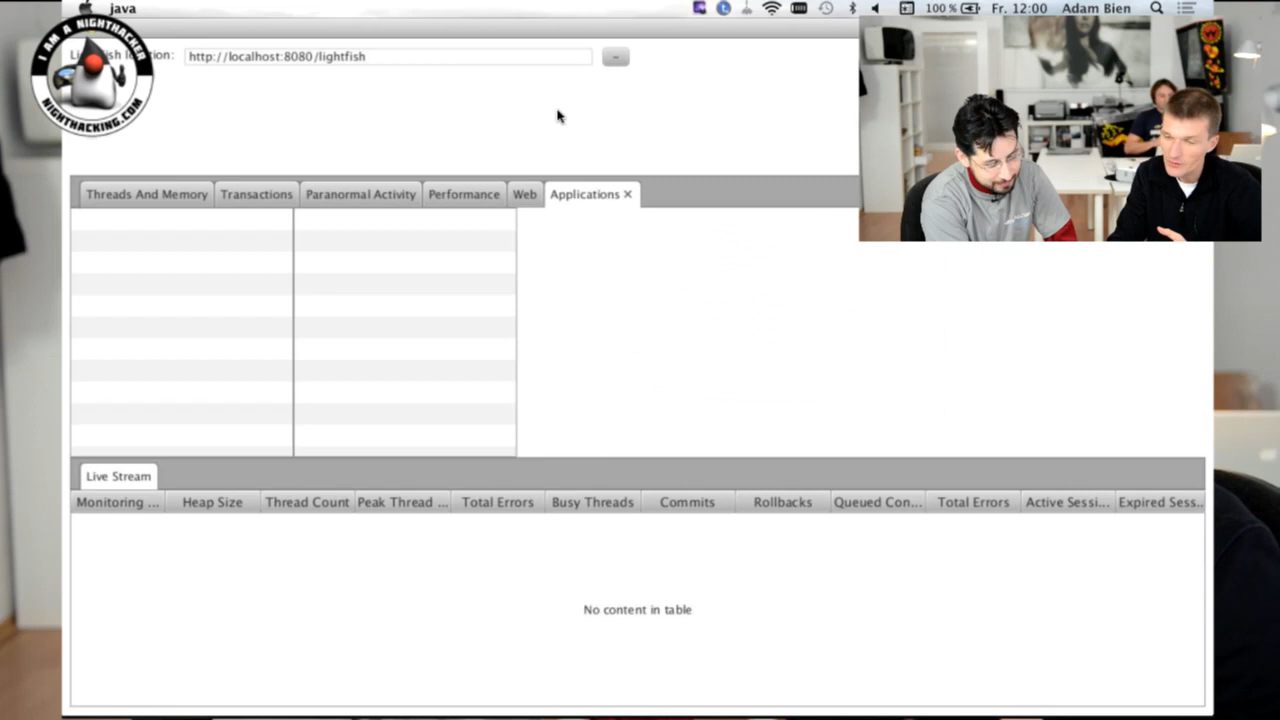 java
100 %
Fr. 12:00
Adam Bien
I AM A NIGHTHACKER
NIGHTHACKING.COM
http://localhost:8080/lightfish
Threads And Memory
Transactions
Paranormal Activity
Performance
Web
Applications
Live Stream
Monitoring ...
Heap Size
Thread Count
Peak Thread ...
Total Errors
Busy Threads
Commits
Rollbacks
Queued Con...
Total Errors
Active Sessi...
Expired Sess...
No content in table